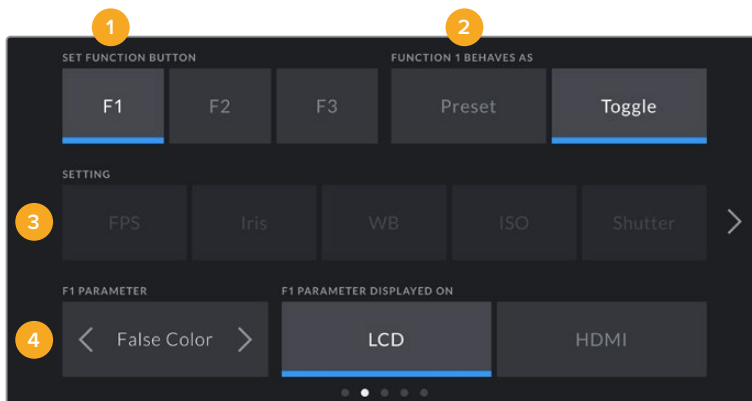 1 2
SET FUNCTION BUTTON FUNCTION 1 BEHAVES AS
F1 F2 F3 Preset Toggle
SETTING
3 FPS Iris WB ISO Shutter
F1 PARAMETER F1 PARAMETER DISPLAYED ON
4 False Color LCD HDMI